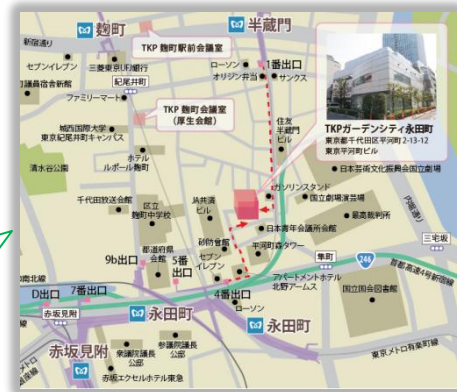 麹町
半蔵門
新宿通り
TKP 麹町駅前会議室
ローソン
1番出口
セブンイレブン
三菱東京UFJ銀行
オリジン弁当
サンクス
紀尾井町
町議員宿舎新館
ファミリーマート
TKP 麹町会議室
(厚生会館)
住友
半蔵門
ビル
TKPガーデンシティ永田町
東京都千代田区平河町2-13-12
東京平河町ビル
城西国際大学
東京紀尾井町キャンパス
ホテル
ルポール麹町
清水谷公園
日本芸術文化振興会国立劇場
ガソリンスタンド
国立劇場演芸場
内堀通り
千代田放送会館
区立
麹町中学校
JA共済
ビル
最高裁判所
日本青年会議所会館
三宅坂
都道府県
会館
砂防会館
平河町森タワー
隼町
9b出口
5番
出口
セブン
イレブン
246
首都高速4号新宿線
南北線
アパートメントホテル
北野アームス
D出口
7番出口
4番出口
国立国会図書館
ローソン
赤坂見附
永田町
永田町
赤坂見附
衆議院議長
公邸
参議院議長
公邸
東京メトロ有楽町線
赤坂エクセルホテル東急